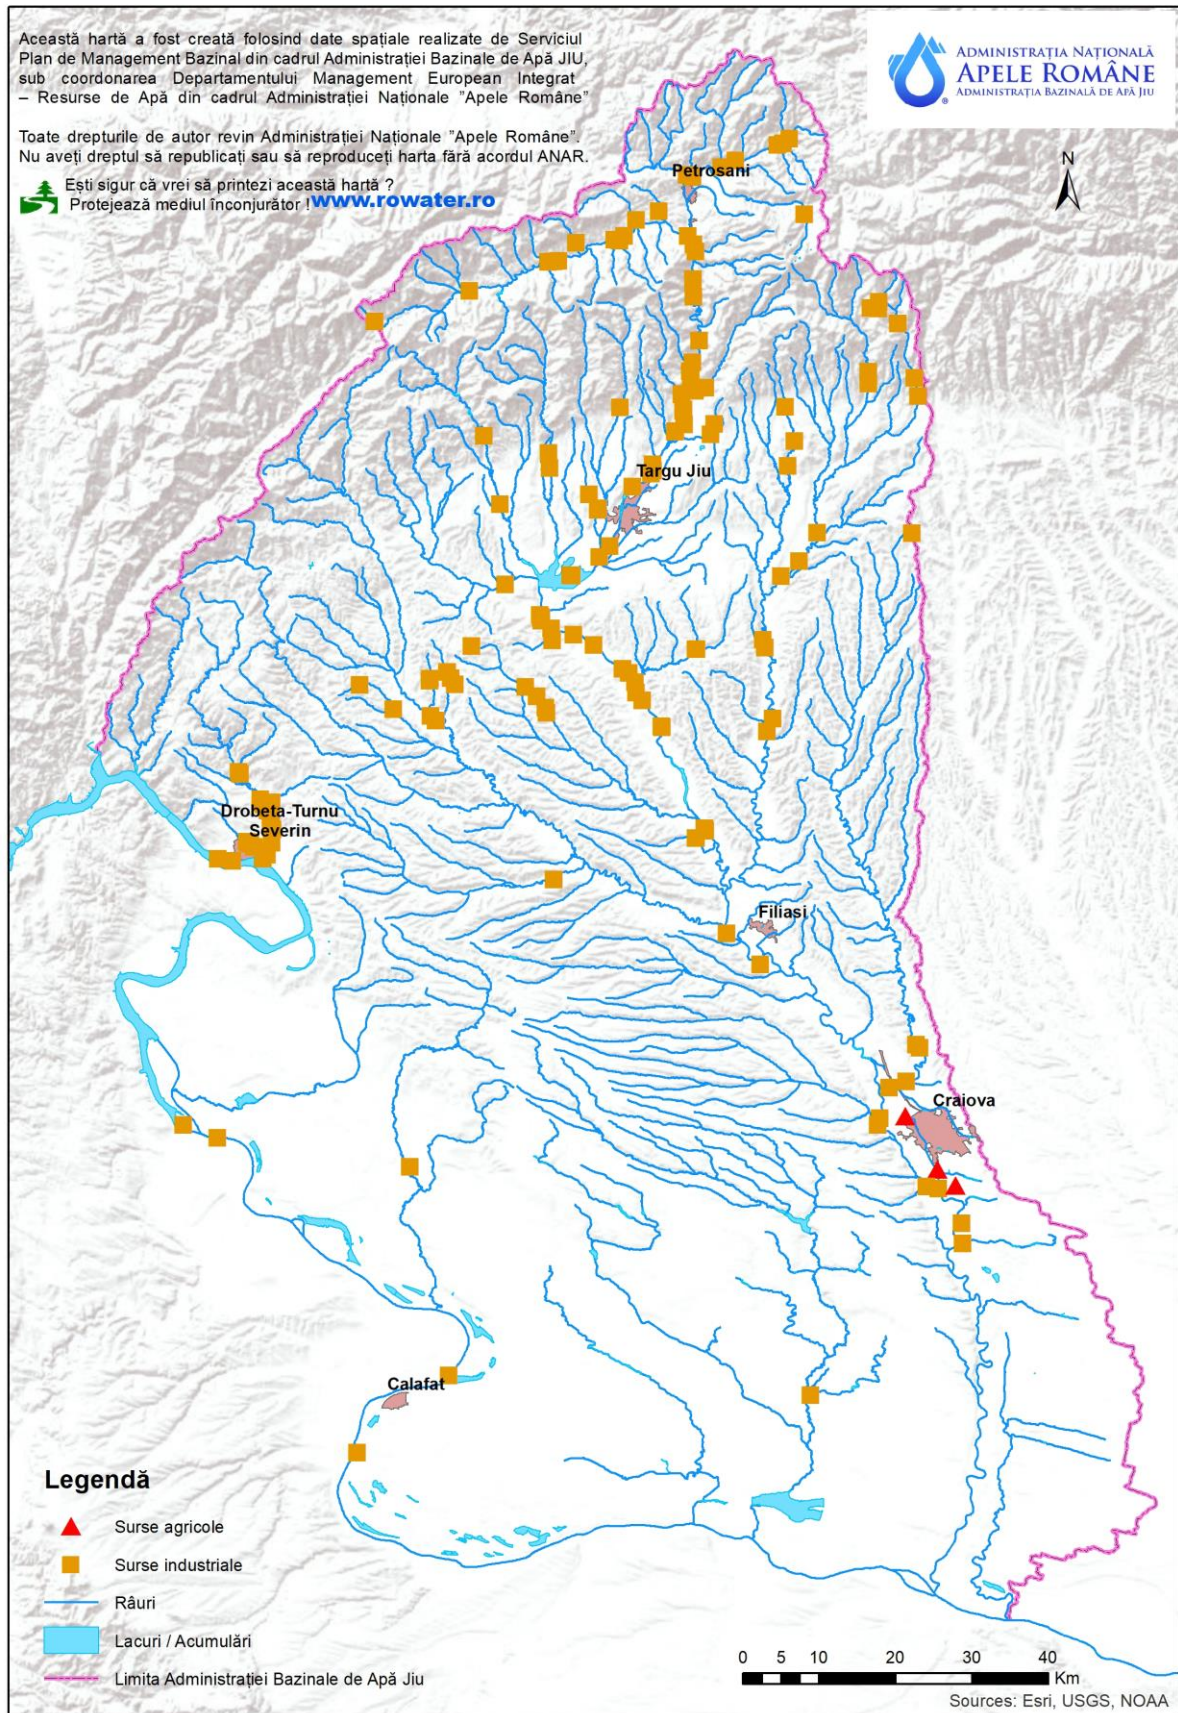 Această hartă a fost creată folosind date spațiale realizate de Serviciul
Plan de Management Bazinal din cadrul Administrației Bazinale de Apă JIU,
sub coordonarea Departamentului Management European Integrat
– Resurse de Apă din cadrul Administrației Naționale ”Apele Române”
Toate drepturile de autor revin Administrației Naționale ”Apele Române”.
Nu aveți dreptul să republicați sau să reproduceți harta fără acordul ANAR.
Ești sigur că vrei să printezi această hartă ?
Protejează mediul înconjurător ! www.rowater.ro
ADMINISTRAȚIA NAȚIONALĂ
APELE ROMÂNE
ADMINISTRAȚIA BAZINALĂ DE APĂ JIU
®
N
Petrosani
Targu Jiu
Drobeta-Turnu
Severin
Filiasi
Craiova
Calafat
Legendă
Surse agricole
Surse industriale
Râuri
Lacuri / Acumulări
Limita Administrației Bazinale de Apă Jiu
0 5 10 20 30 40
Km
Sources: Esri, USGS, NOAA